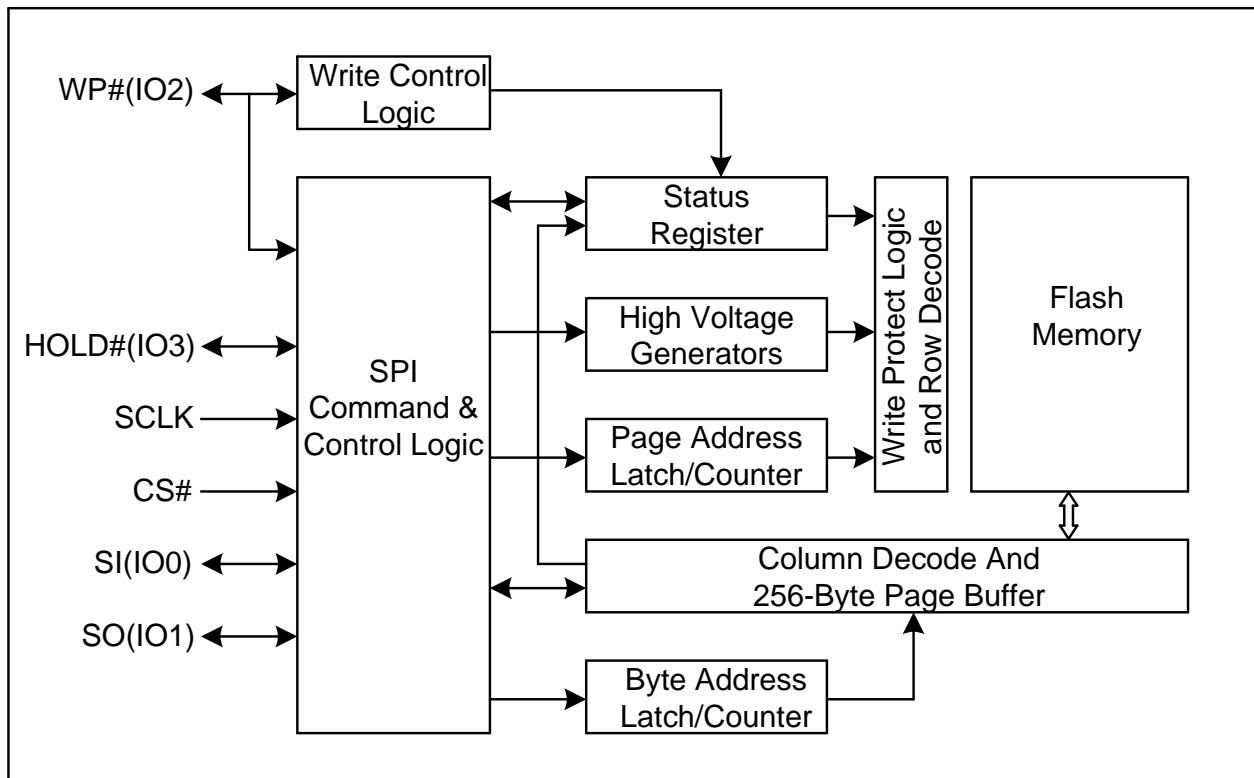 WP#(IO2)
Write Control
Logic
HOLD#(IO3)
SCLK
CS#
SI(IO0)
SO(IO1)
SPI
Command &
Control Logic
Status
Register
High Voltage
Generators
Page Address
Latch/Counter
Write Protect Logic
and Row Decode
Flash
Memory
Column Decode And
256-Byte Page Buffer
Byte Address
Latch/Counter